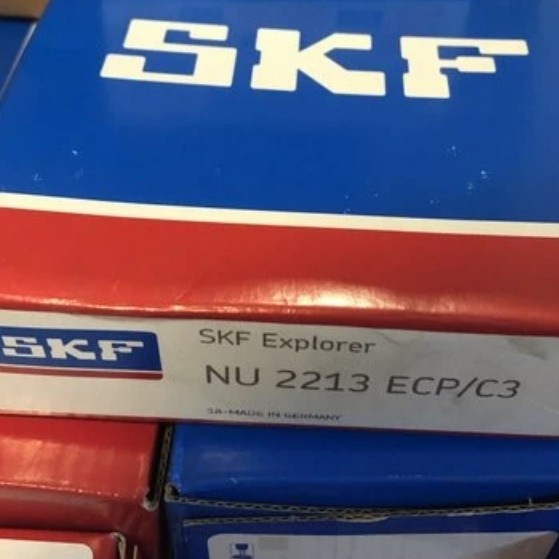 SKF
SKF
SKF Explorer
NU 2213 ECP/C3
3A-MADE IN GERMANY